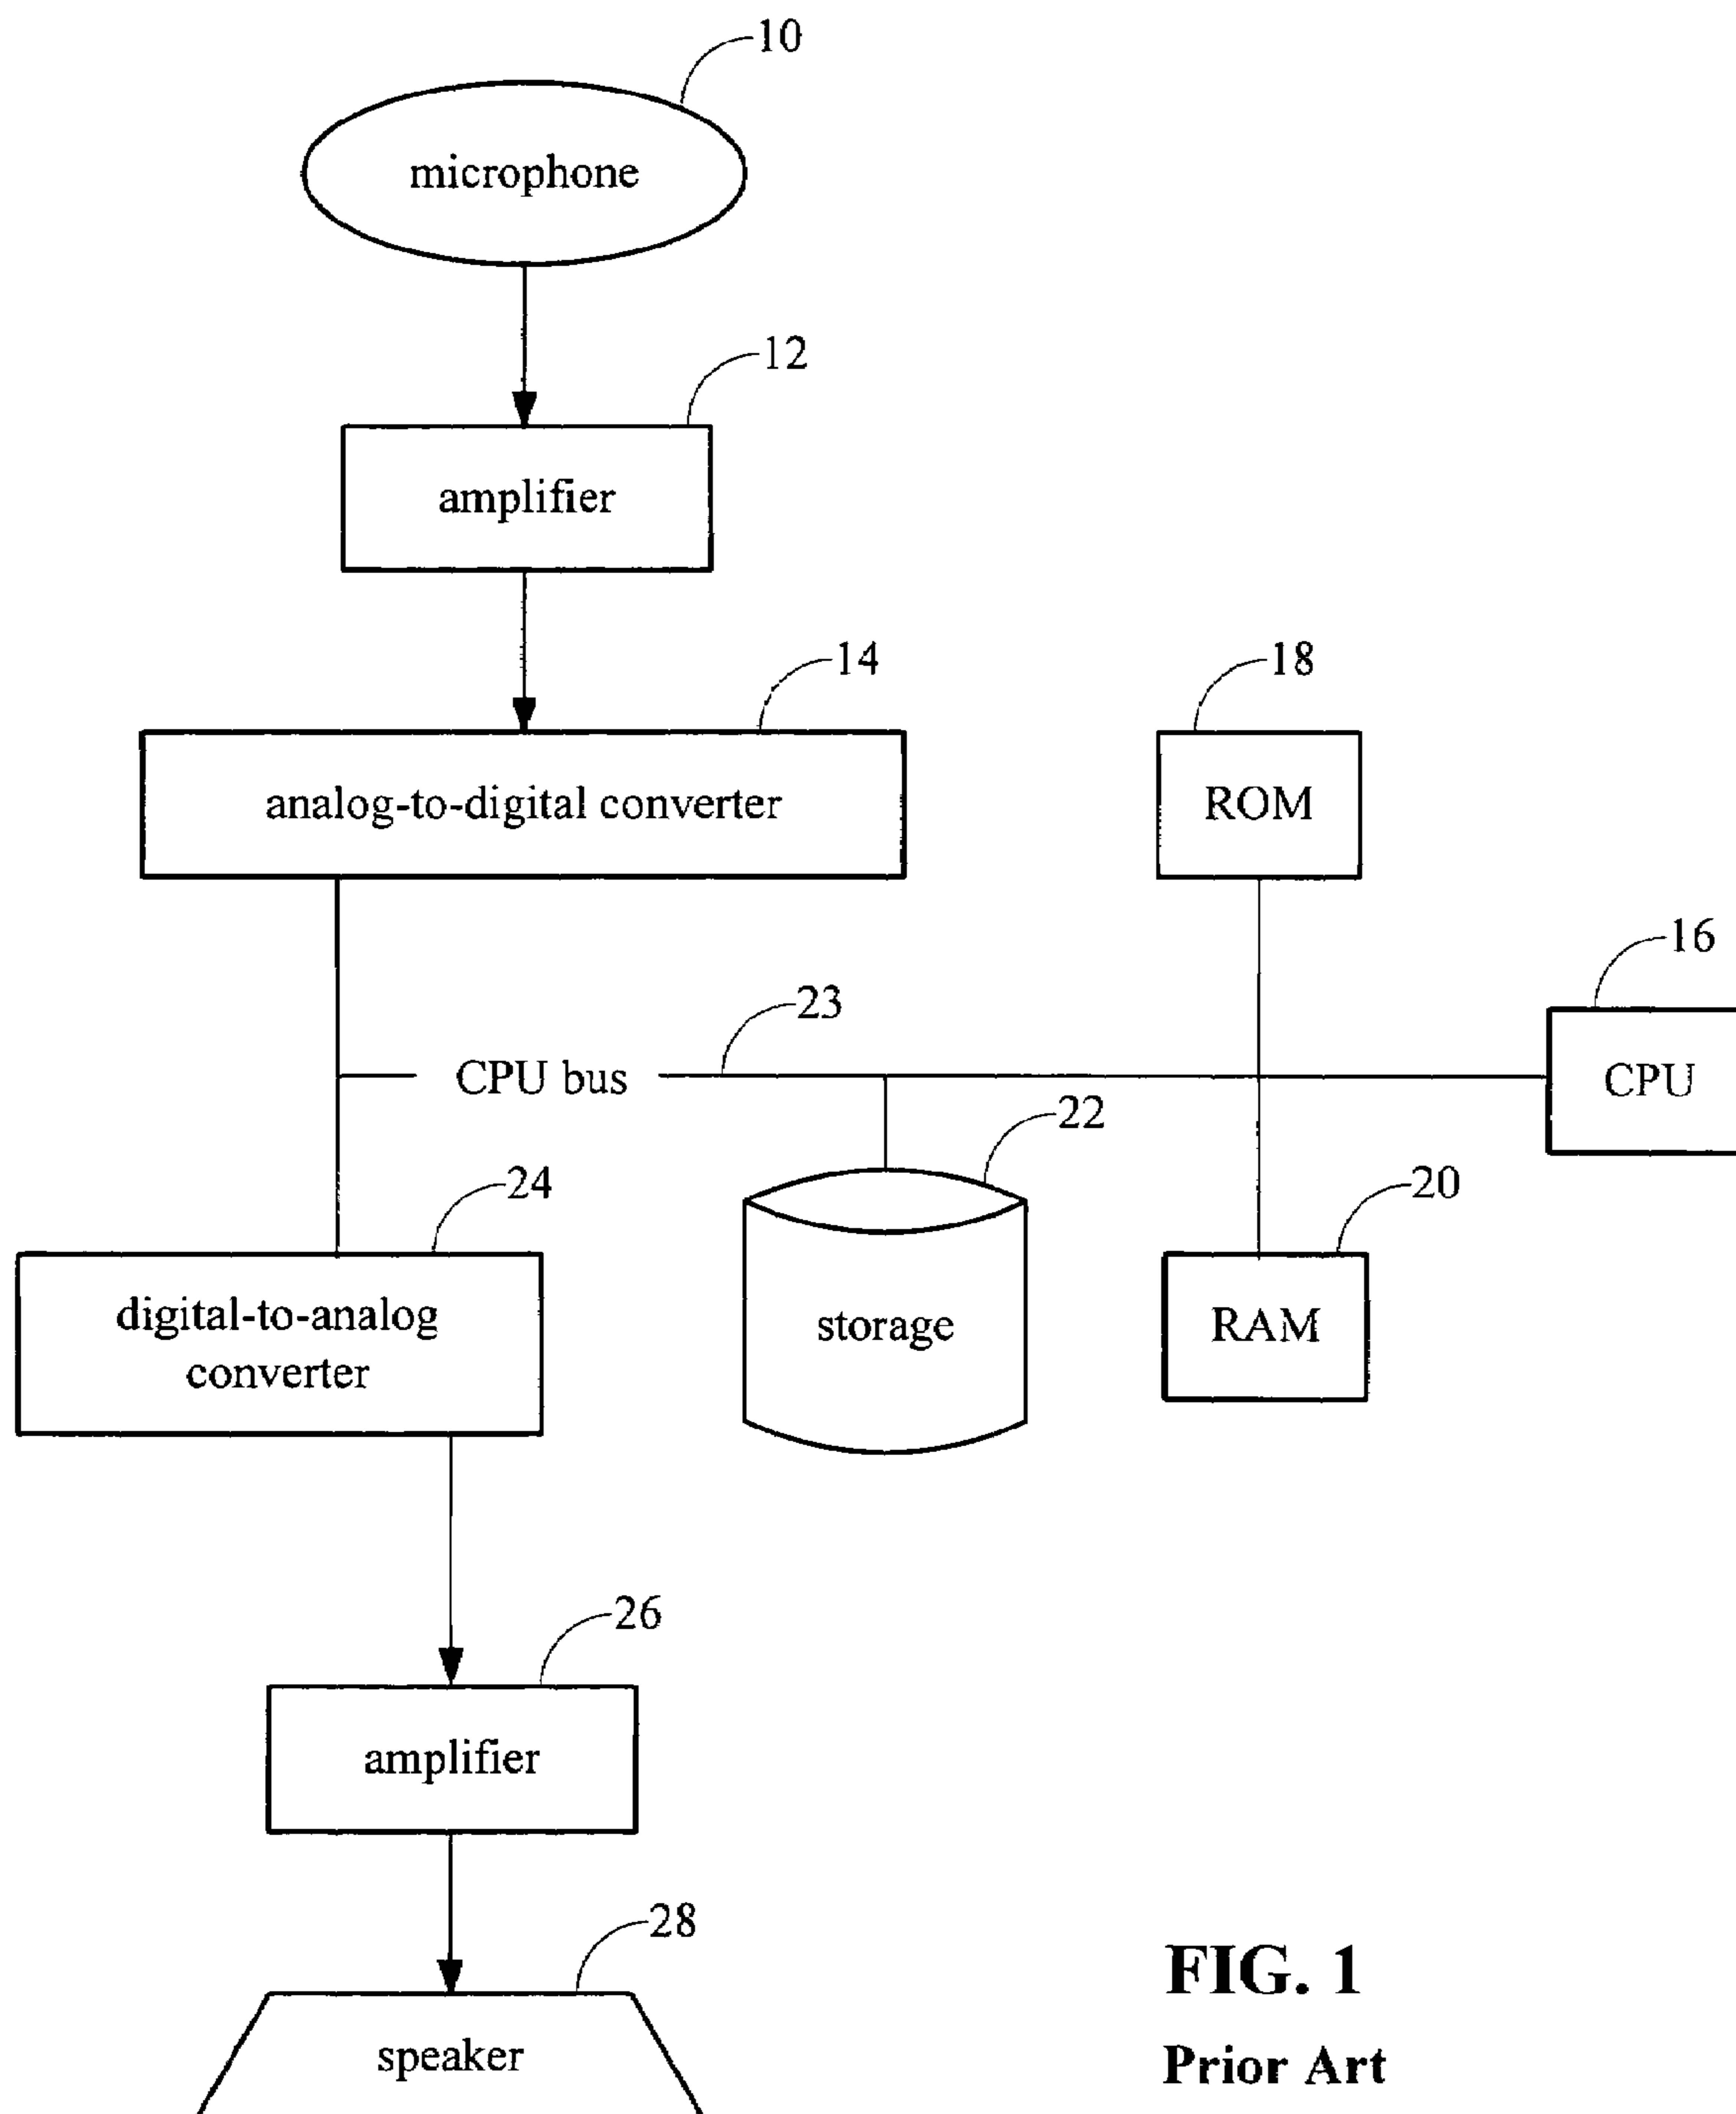 10
microphone
12
amplifier
14
analog-to-digital converter
18
ROM
16
CPU
23
CPU bus
22
storage
20
RAM
24
digital-to-analog
converter
26
amplifier
28
speaker
FIG. 1
Prior Art